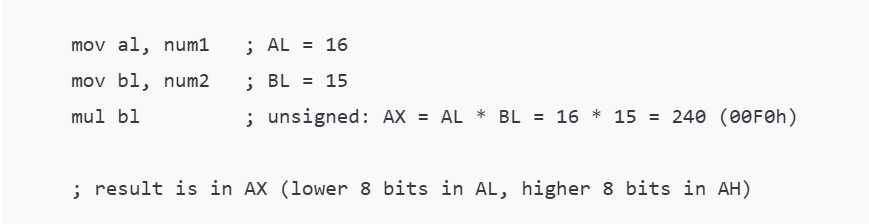 mov al, num1   ; AL = 16
mov bl, num2   ; BL = 15
mul bl         ; unsigned: AX = AL * BL = 16 * 15 = 240 (00F0h)
; result is in AX (lower 8 bits in AL, higher 8 bits in AH)